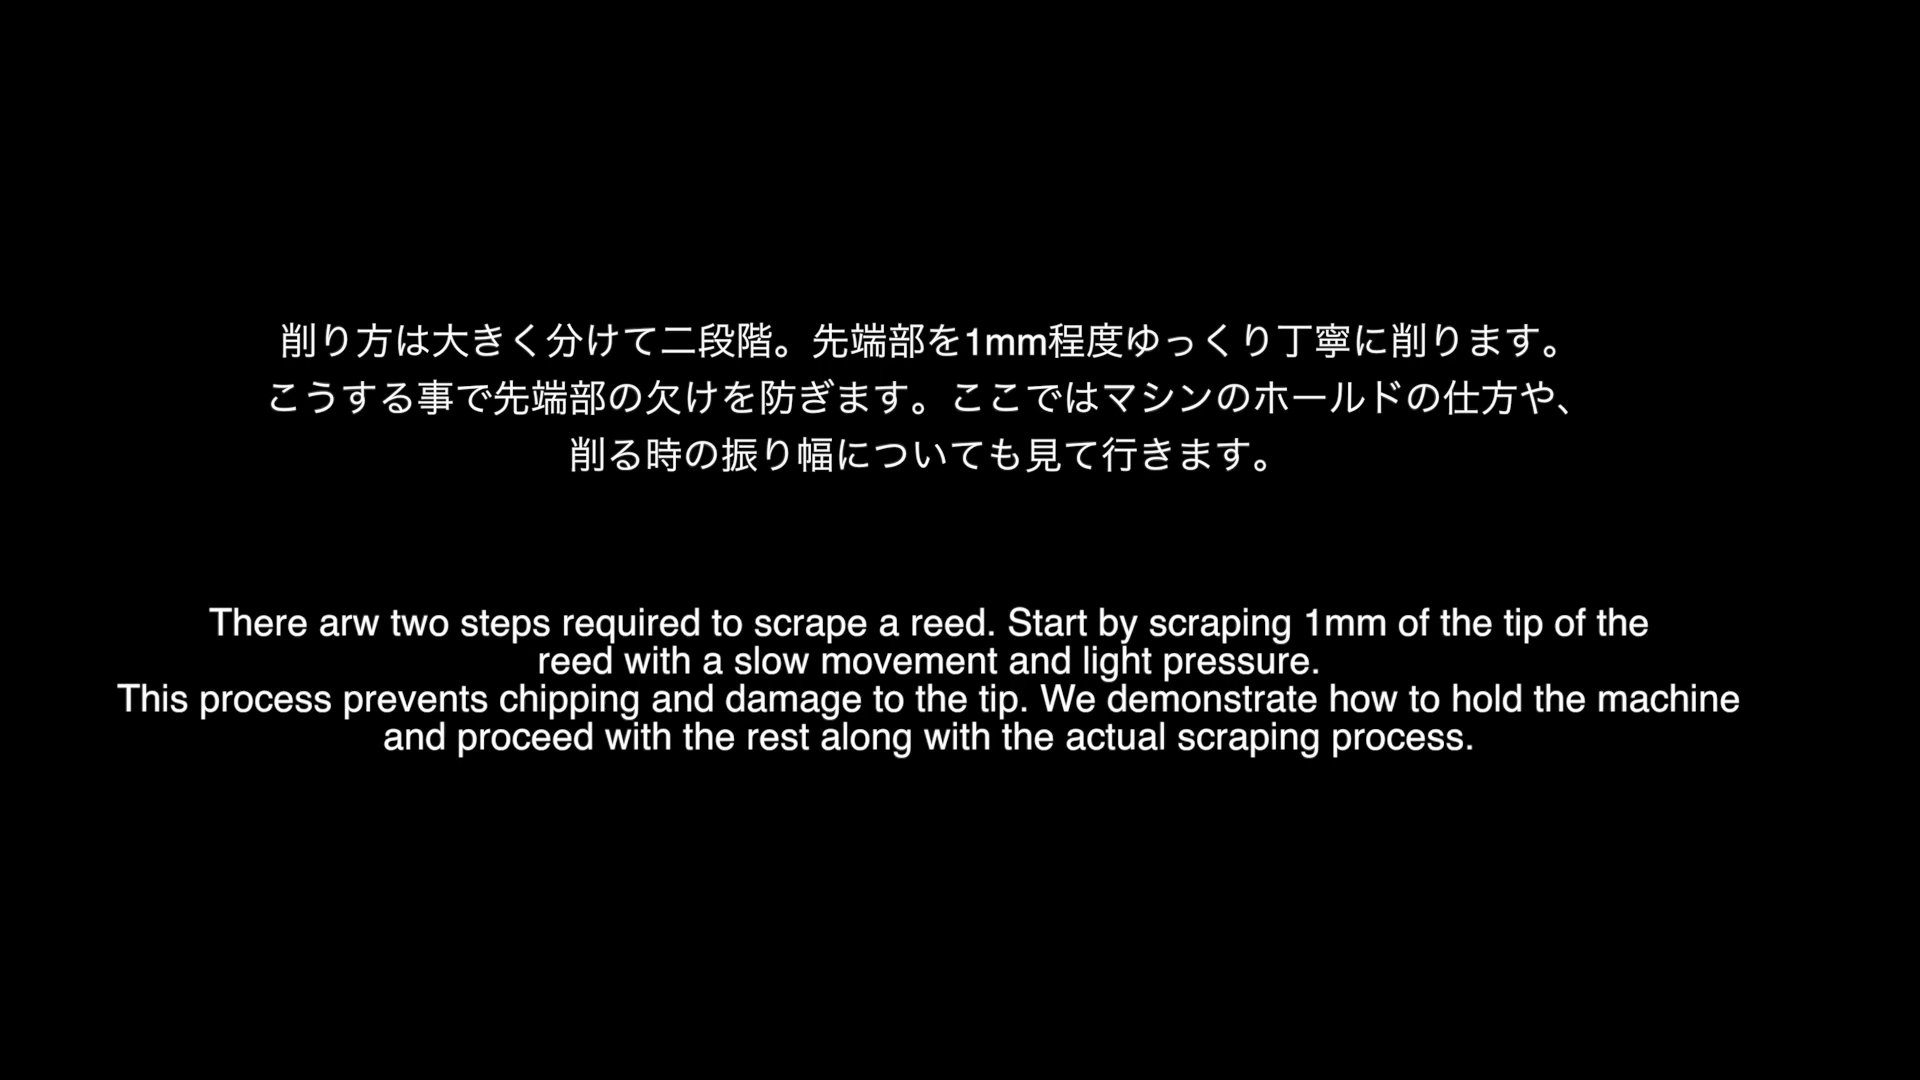 削り方は大きく分けて二段階。先端部を1mm程度ゆっくり丁寧に削ります。
こうする事で先端部の欠けを防ぎます。ここではマシンのホールドの仕方や、
削る時の振り幅についても見て行きます。
There arw two steps required to scrape a reed. Start by scraping 1mm of the tip of the
reed with a slow movement and light pressure.
This process prevents chipping and damage to the tip. We demonstrate how to hold the machine
and proceed with the rest along with the actual scraping process.